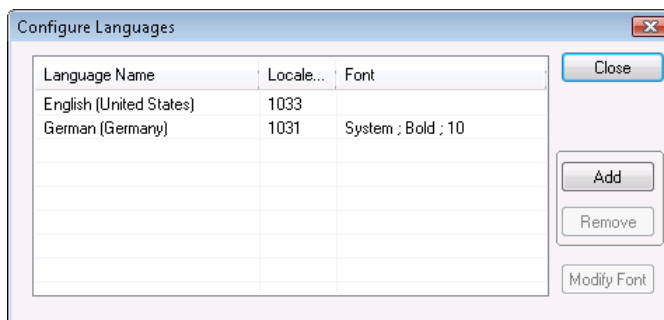 Configure Languages
Language Name Locale... Font
English (United States) 1033
German (Germany) 1031 System ; Bold ; 10
Close
Add
Remove
Modify Font